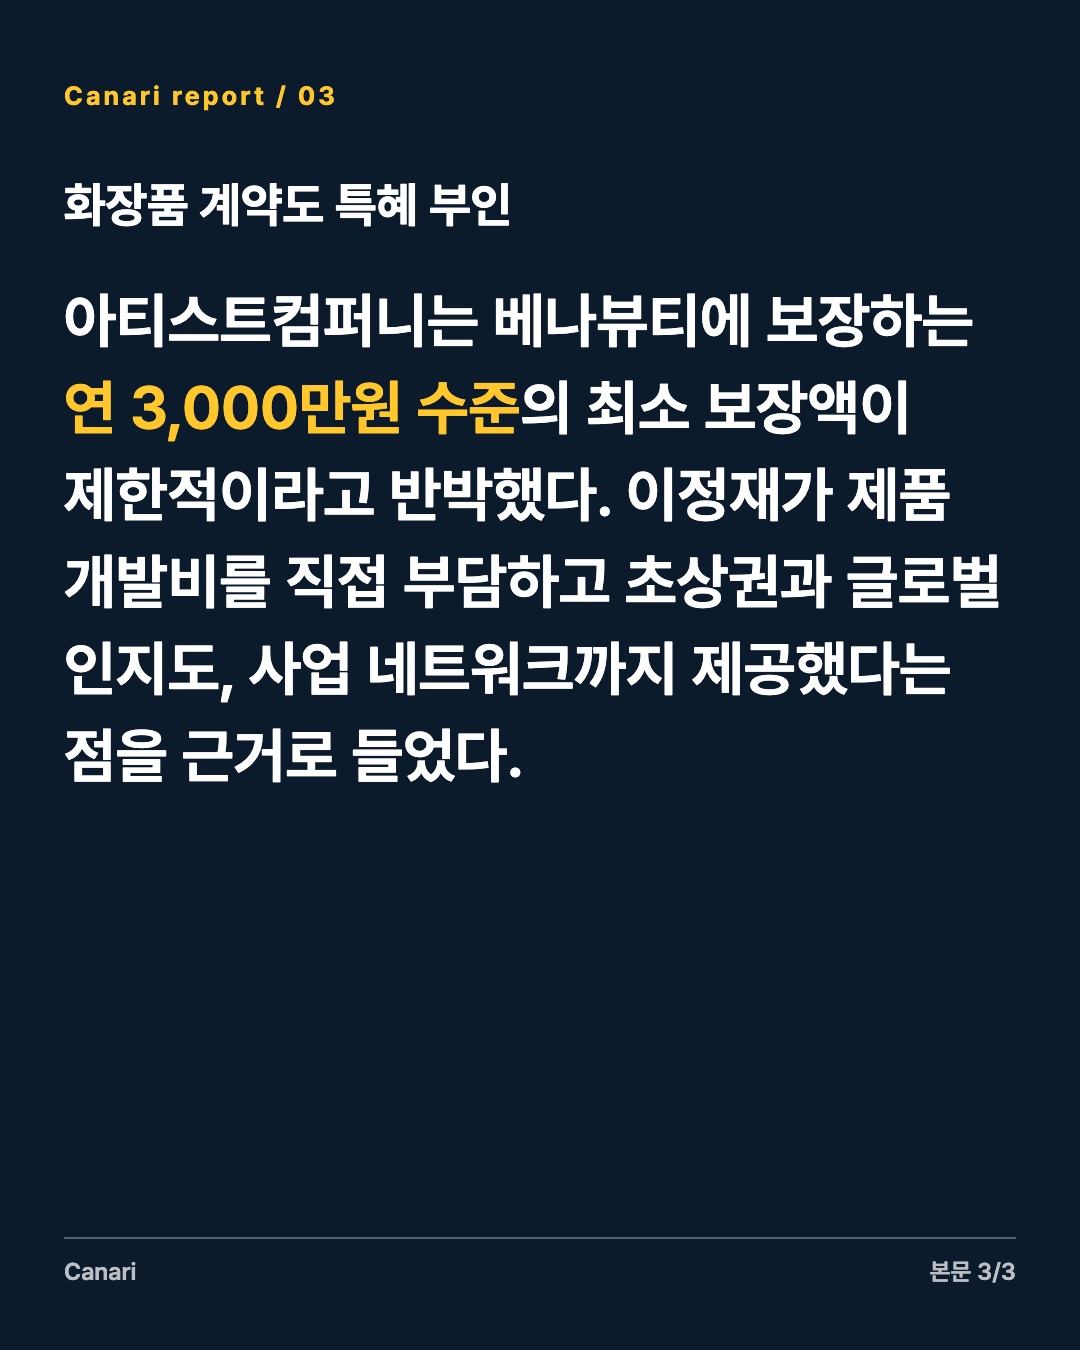 Canari report / 03
화장품 계약도 특혜 부인
아티스트컴퍼니는 베나뷰티에 보장하는
연 3,000만원 수준의 최소 보장액이
제한적이라고 반박했다. 이정재가 제품
개발비를 직접 부담하고 초상권과 글로벌
인지도, 사업 네트워크까지 제공했다는
점을 근거로 들었다.
Canari
본문 3/3